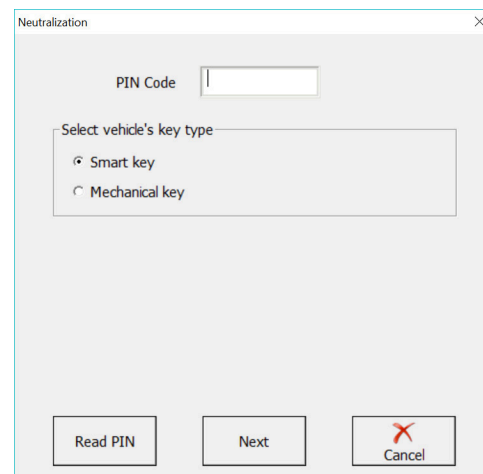 Neutralization
PIN Code
Select vehicle's key type
Smart key
Mechanical key
Read PIN
Next
Cancel